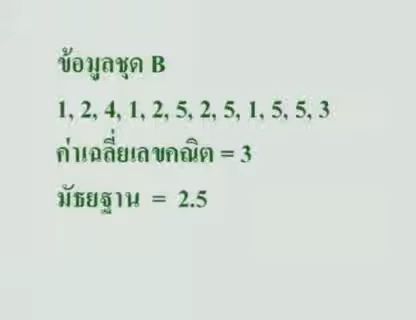 ข้อมูลชุด B
1, 2, 4, 1, 2, 5, 2, 5, 1, 5, 5, 3
ค่าเฉลี่ยเลขคณิต = 3
มัธยฐาน = 2.5